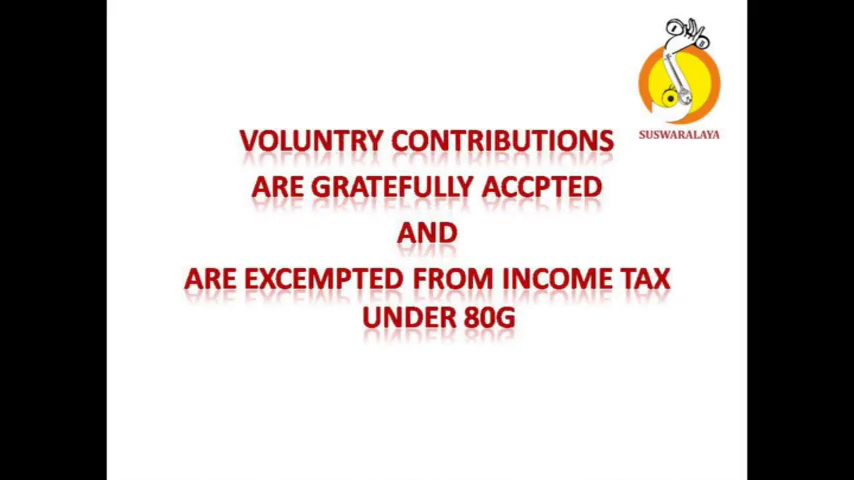 SUSWARALAYA
VOLUNTRY CONTRIBUTIONS
ARE GRATEFULLY ACCPTED
AND
ARE EXCEMPTED FROM INCOME TAX
UNDER 80G